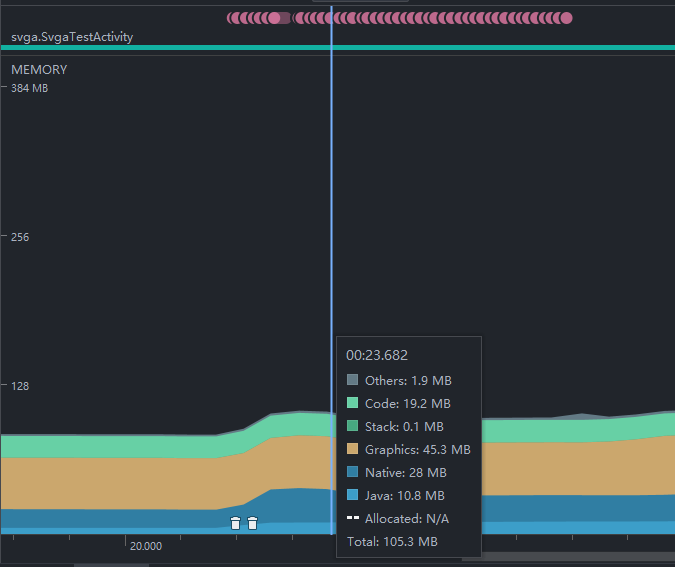 svga.SvgaTestActivity
MEMORY
384 MB
256
128
00:23.682
Others: 1.9 MB
Code: 19.2 MB
Stack: 0.1 MB
Graphics: 45.3 MB
Native: 28 MB
Java: 10.8 MB
Allocated: N/A
Total: 105.3 MB
20.000